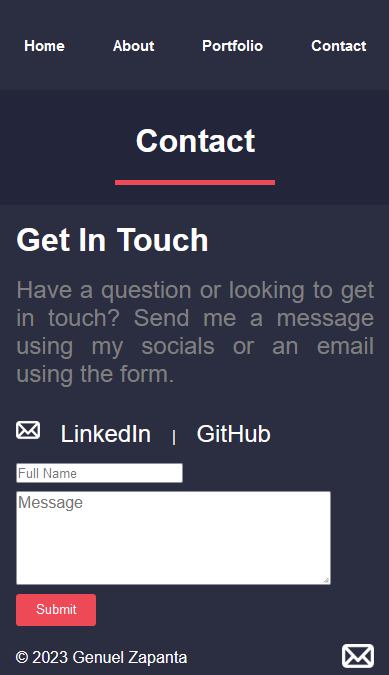 Home About Portfolio Contact
Contact
Get In Touch
Have a question or looking to get
in touch? Send me a message
using my socials or an email
using the form.
LinkedIn | GitHub
Full Name
Message
Submit
© 2023 Genuel Zapanta